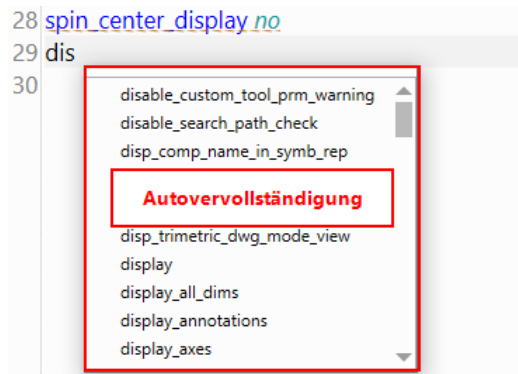 28 spin_center_display no
29 dis
30
disable_custom_tool_prm_warning
disable_search_path_check
disp_comp_name_in_symb_rep
Autovervollständigung
disp_trimetric_dwg_mode_view
display
display_all_dims
display_annotations
display_axes